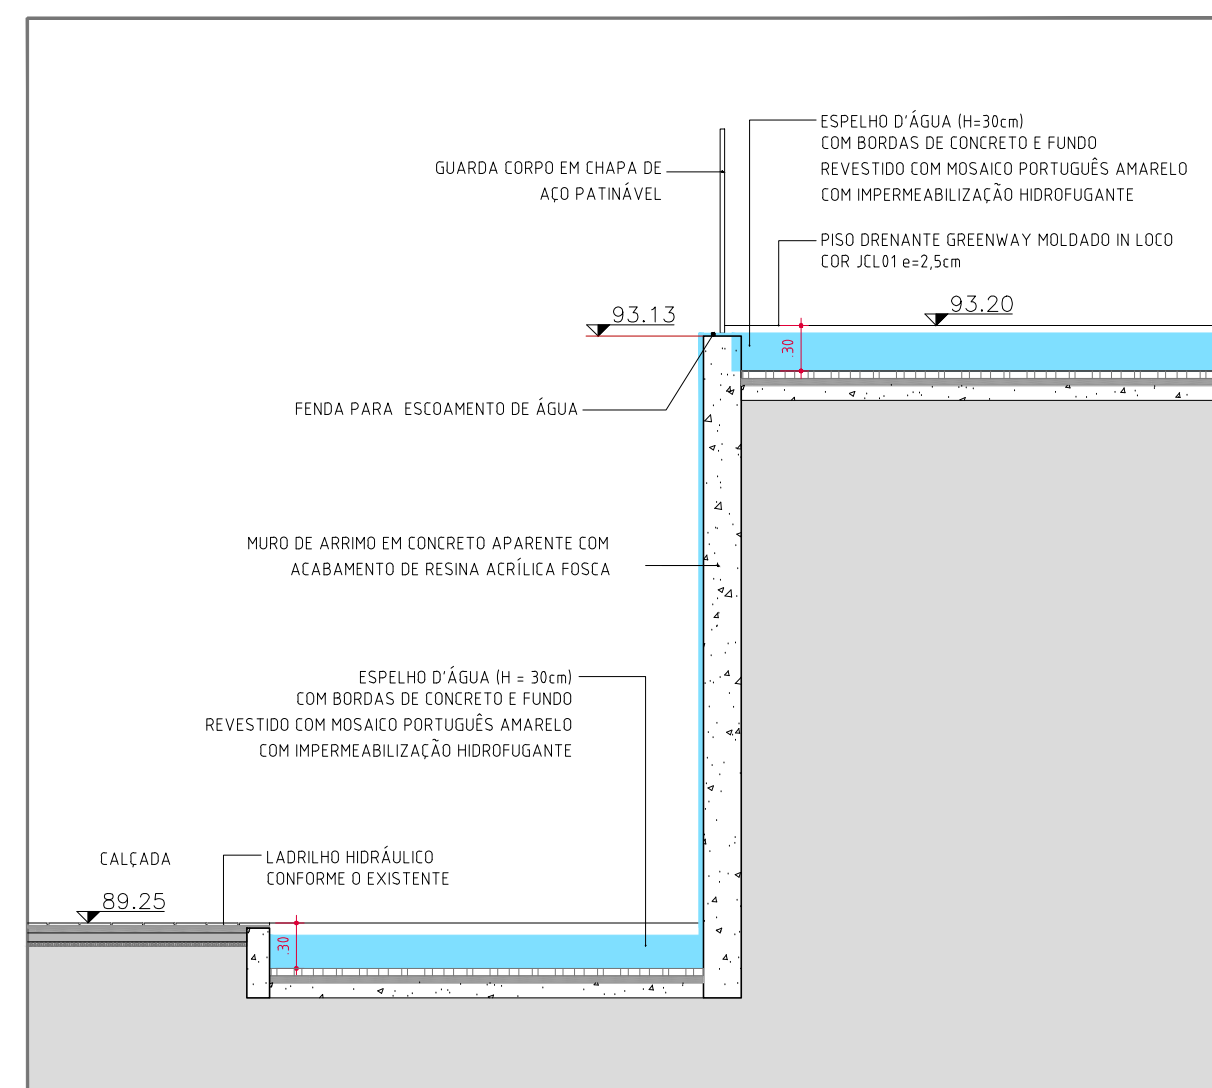 ESPELHO D'ÁGUA (H=30cm)
COM BORDAS DE CONCRETO E FUNDO
REVESTIDO COM MOSAICO PORTUGUÊS AMARELO
COM IMPERMEABILIZAÇÃO HIDROFUGANTE
GUARDA CORPO EM CHAPA DE
AÇO PATINÁVEL
PISO DRENANTE GREENWAY MOLDADO IN LOCO
COR JCL01 e=2,5cm
93.13
93.20
.30
FENDA PARA  ESCOAMENTO DE ÁGUA
MURO DE ARRIMO EM CONCRETO APARENTE COM
ACABAMENTO DE RESINA ACRÍLICA FOSCA
ESPELHO D'ÁGUA (H = 30cm)
COM BORDAS DE CONCRETO E FUNDO
REVESTIDO COM MOSAICO PORTUGUÊS AMARELO
COM IMPERMEABILIZAÇÃO HIDROFUGANTE
CALÇADA
LADRILHO HIDRÁULICO
CONFORME O EXISTENTE
89.25
.30